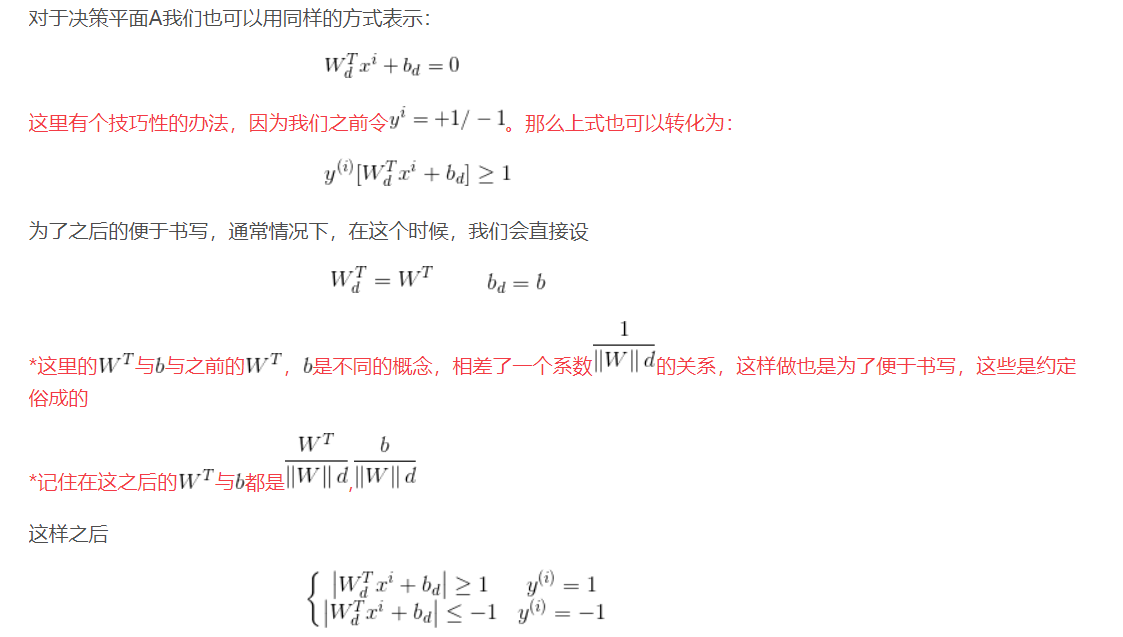 对于决策平面A我们也可以用同样的方式表示：
$W_d^T x^i + b_d = 0$
这里有个技巧性的办法，因为我们之前令$y^i = +1/-1$。那么上式也可以转化为：
$y^{(i)}[W_d^T x^i + b_d] \geq 1$
为了之后的便于书写，通常情况下，在这个时候，我们会直接设
$W_d^T = W^T \qquad b_d = b$
*这里的$W^T$与$b$与之前的$W^T$，$b$是不同的概念，相差了一个系数$\frac{1}{\|W\|d}$的关系，这样做也是为了便于书写，这些是约定
俗成的
*记住在这之后的$W^T$与$b$都是$\frac{W^T}{\|W\|d}$,$\frac{b}{\|W\|d}$
这样之后
$\begin{cases} |W_d^T x^i + b_d| \geq 1 & y^{(i)} = 1 \\ |W_d^T x^i + b_d| \leq -1 & y^{(i)} = -1 \end{cases}$